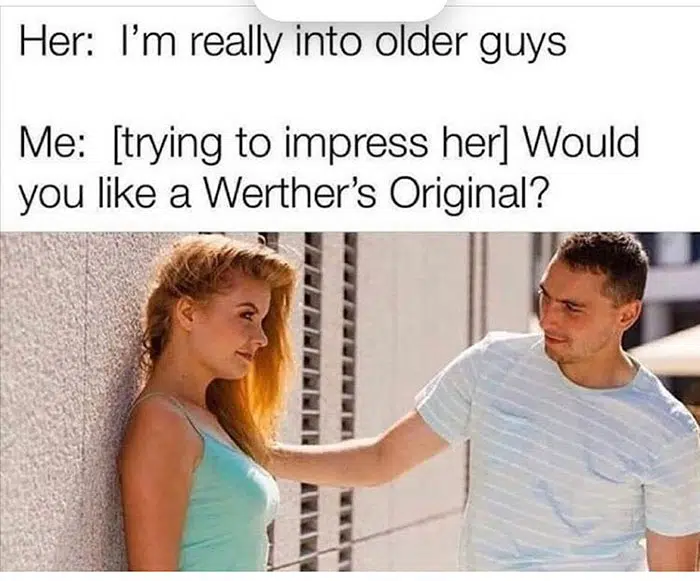 Her: I'm really into older guys
Me: [trying to impress her] Would
you like a Werther's Original?